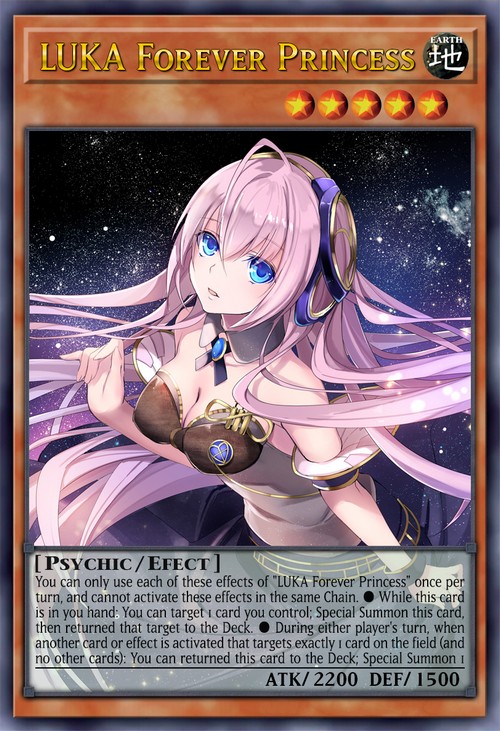 LUKA Forever Princess
EARTH
地
[ Psychic / Efect ]
You can only use each of these effects of "LUKA Forever Princess" once per
turn, and cannot activate these effects in the same Chain. ● While this card
is in you hand: You can target 1 card you control; Special Summon this card,
then returned that target to the Deck. ● During either player's turn, when
another card or effect is activated that targets exactly 1 card on the field (and
no other cards): You can returned this card to the Deck; Special Summon 1
ATK/ 2200 DEF/ 1500